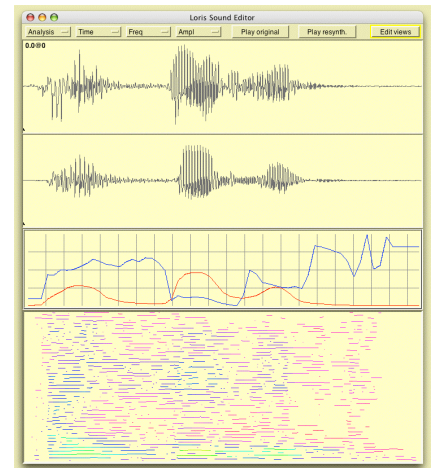 Loris Sound Editor
Analysis Time Freq Ampl Play original Play resynth. Edit views
0.0@0